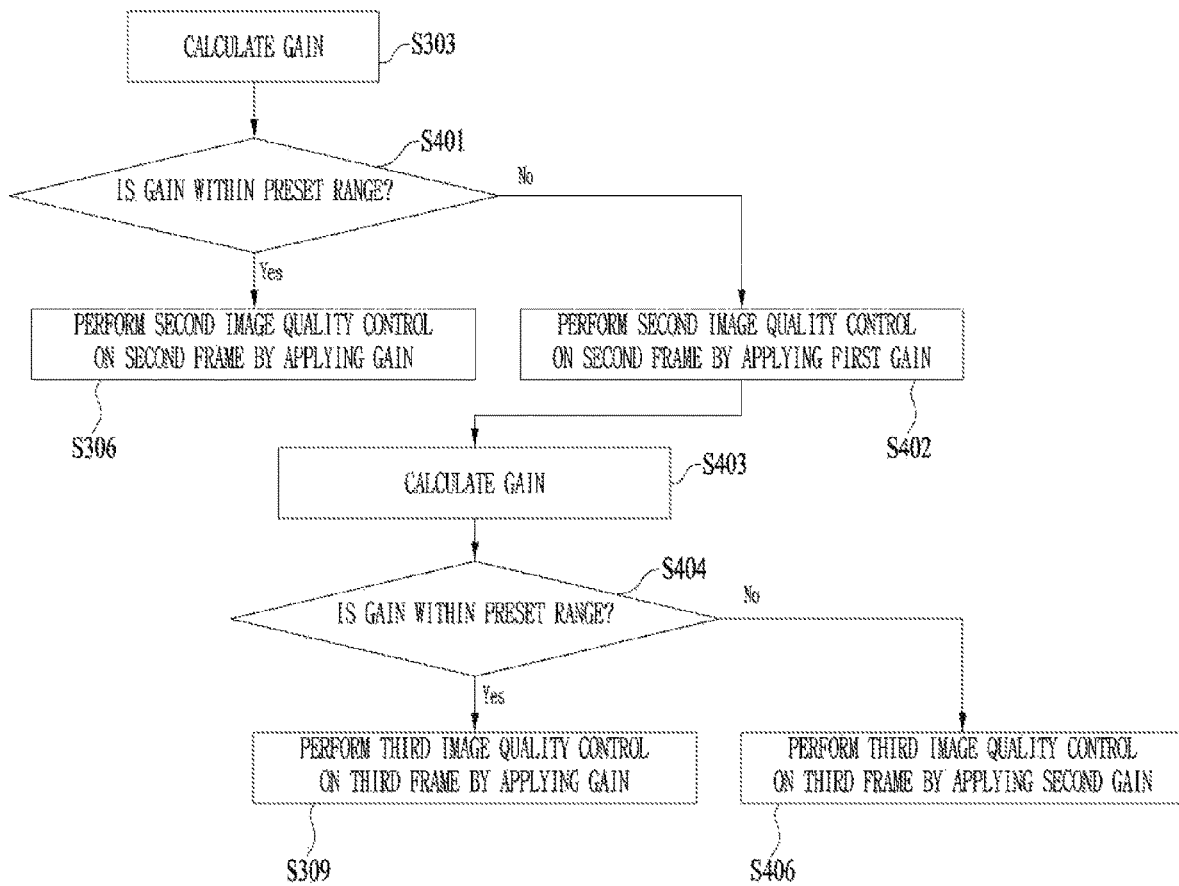 CALCULATE GAIN
S303
S401
IS GAIN WITHIN PRESET RANGE?
No
Yes
PERFORM SECOND IMAGE QUALITY CONTROL
ON SECOND FRAME BY APPLYING GAIN
PERFORM SECOND IMAGE QUALITY CONTROL
ON SECOND FRAME BY APPLYING FIRST GAIN
S306
S402
CALCULATE GAIN
S403
S404
IS GAIN WITHIN PRESET RANGE?
No
Yes
PERFORM THIRD IMAGE QUALITY CONTROL
ON THIRD FRAME BY APPLYING GAIN
PERFORM THIRD IMAGE QUALITY CONTROL
ON THIRD FRAME BY APPLYING SECOND GAIN
S309
S406